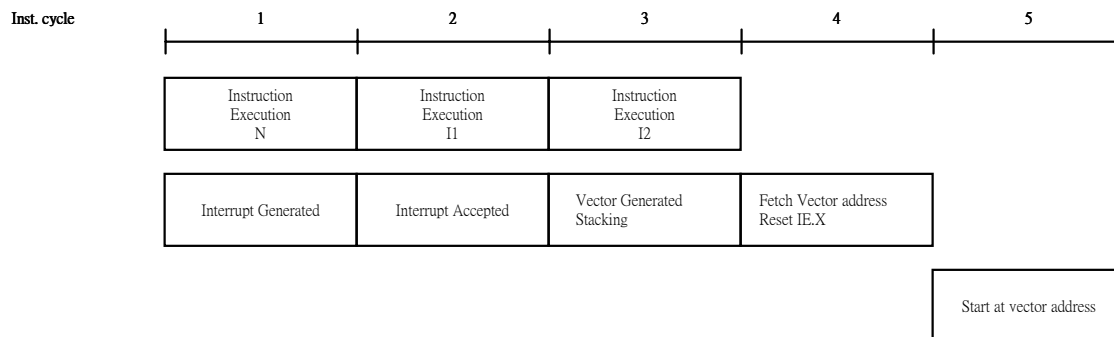 Inst. cycle 1 2 3 4 5
Instruction
Execution
N
Instruction
Execution
I1
Instruction
Execution
I2
Interrupt Generated
Interrupt Accepted
Vector Generated
Stacking
Fetch Vector address
Reset IE.X
Start at vector address